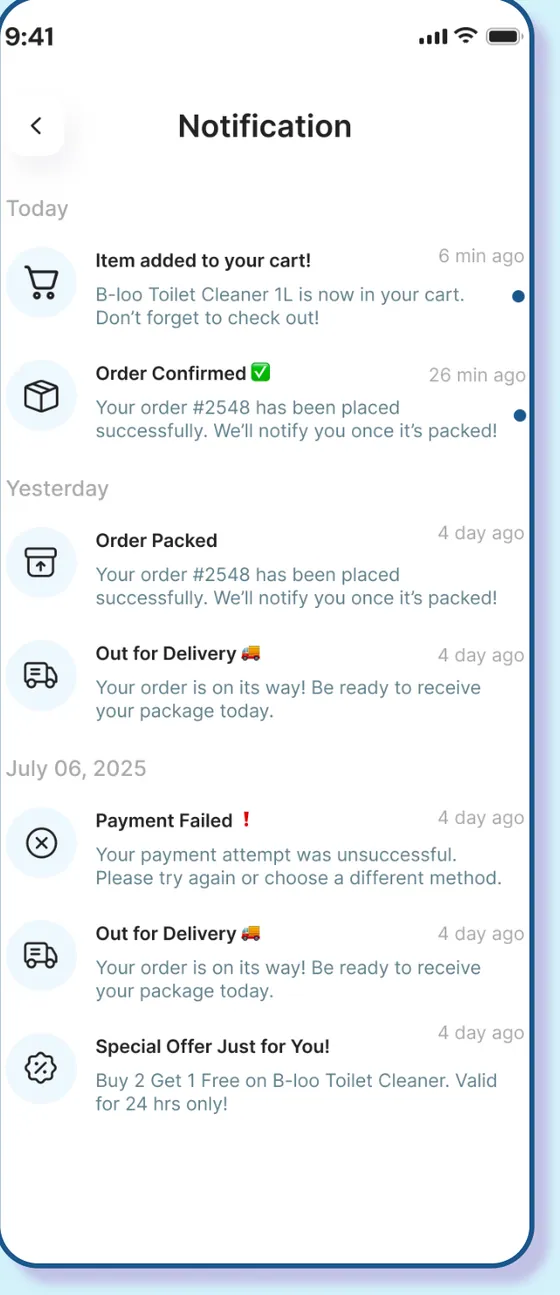 9:41
Notification
Today
Item added to your cart!
6 min ago
B-loo Toilet Cleaner 1L is now in your cart.
Don’t forget to check out!
Order Confirmed ✅
26 min ago
Your order #2548 has been placed
successfully. We’ll notify you once it’s packed!
Yesterday
Order Packed
4 day ago
Your order #2548 has been placed
successfully. We’ll notify you once it’s packed!
Out for Delivery 🚚
4 day ago
Your order is on its way! Be ready to receive
your package today.
July 06, 2025
Payment Failed ❗
4 day ago
Your payment attempt was unsuccessful.
Please try again or choose a different method.
Out for Delivery 🚚
4 day ago
Your order is on its way! Be ready to receive
your package today.
Special Offer Just for You!
4 day ago
Buy 2 Get 1 Free on B-loo Toilet Cleaner. Valid
for 24 hrs only!